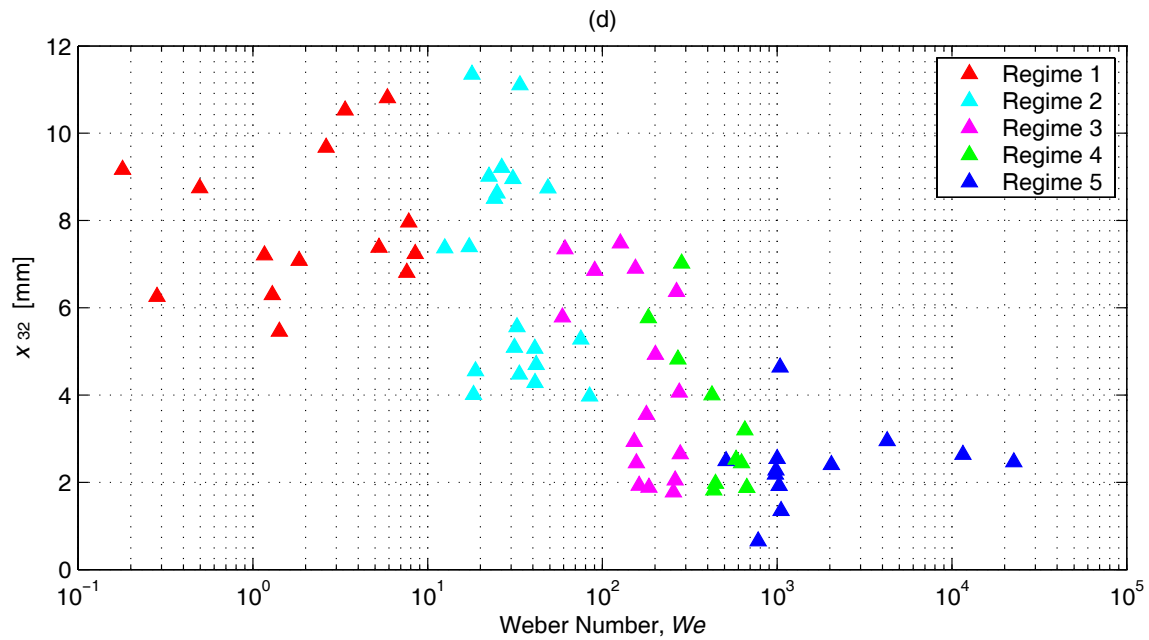 (d)
12
10
8
6
4
2
0
x 32 [mm]
Regime 1
Regime 2
Regime 3
Regime 4
Regime 5
10⁻¹ 10⁰ 10¹ 10² 10³ 10⁴ 10⁵
Weber Number, We